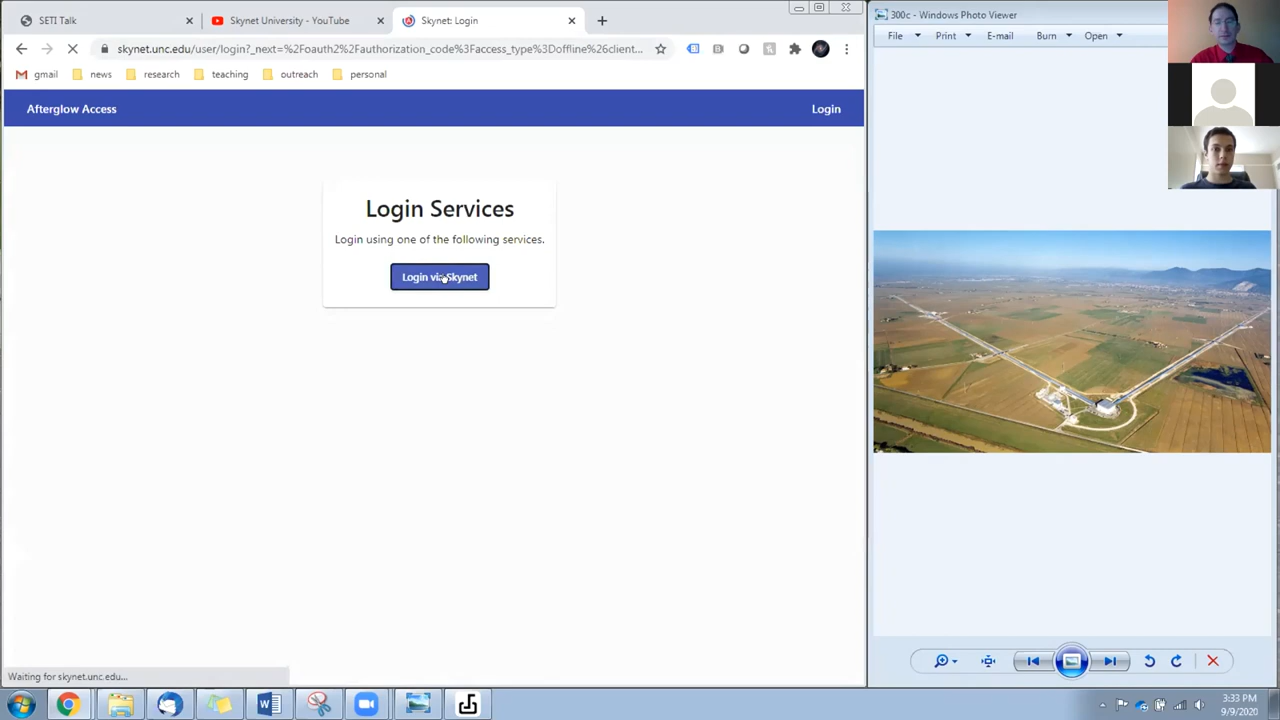 SETI Talk
Skynet University - YouTube
Skynet: Login
300c - Windows Photo Viewer
skynet.unc.edu/user/login?_next=%2Foauth2%2Fauthorization_code%3Faccess_type%3Doffline%26client...
File Print E-mail Burn Open
gmail news research teaching outreach personal
Afterglow Access
Login
Login Services
Login using one of the following services.
Login via Skynet
Waiting for skynet.unc.edu...
3:33 PM
9/9/2020